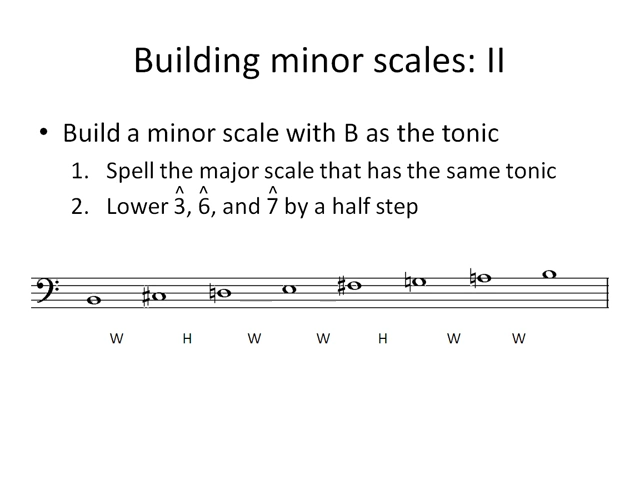 Building minor scales: II
• Build a minor scale with B as the tonic
1. Spell the major scale that has the same tonic
2. Lower 3̂, 6̂, and 7̂ by a half step
W H W W H W W